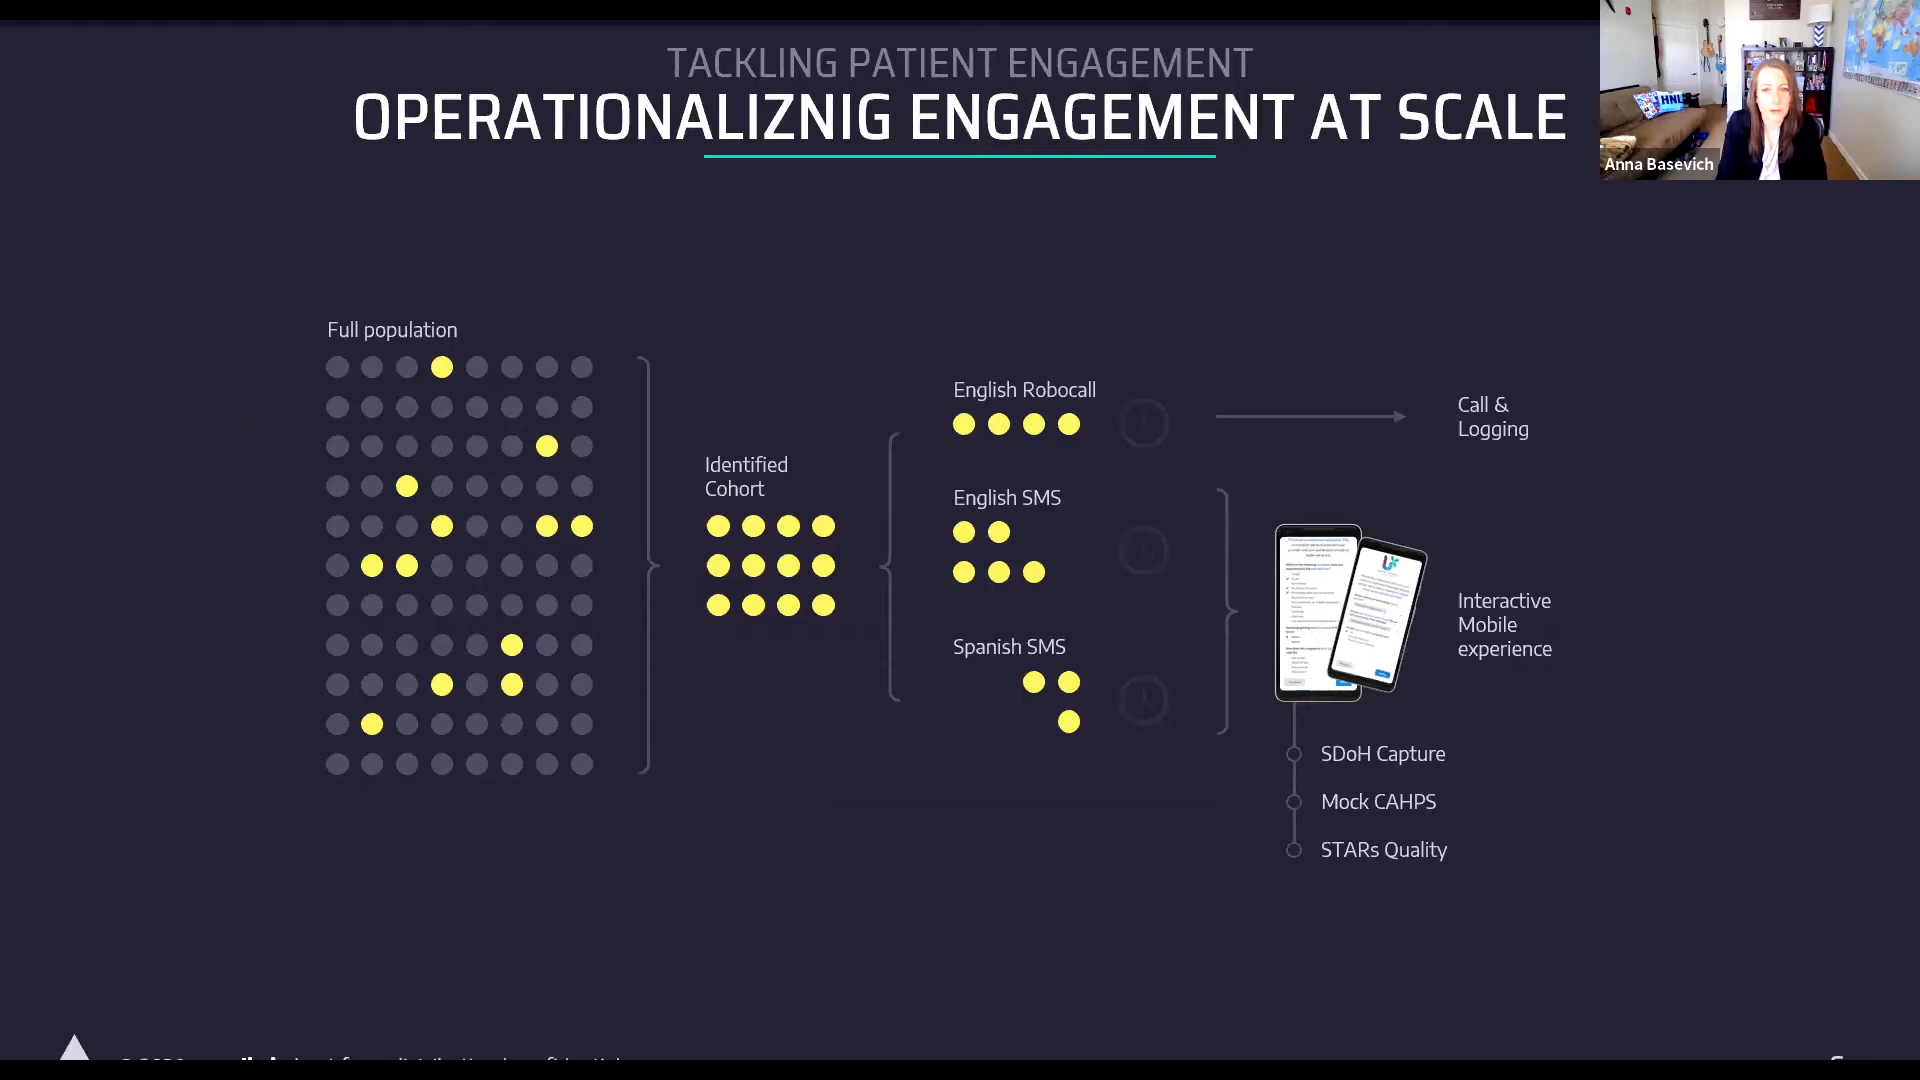 TACKLING PATIENT ENGAGEMENT
OPERATIONALIZNIG ENGAGEMENT AT SCALE
HNL
Anna Basevich
Full population
English Robocall
Call &
Logging
Identified
Cohort
English SMS
Interactive
Mobile
experience
Spanish SMS
SDoH Capture
Mock CAHPS
STARs Quality